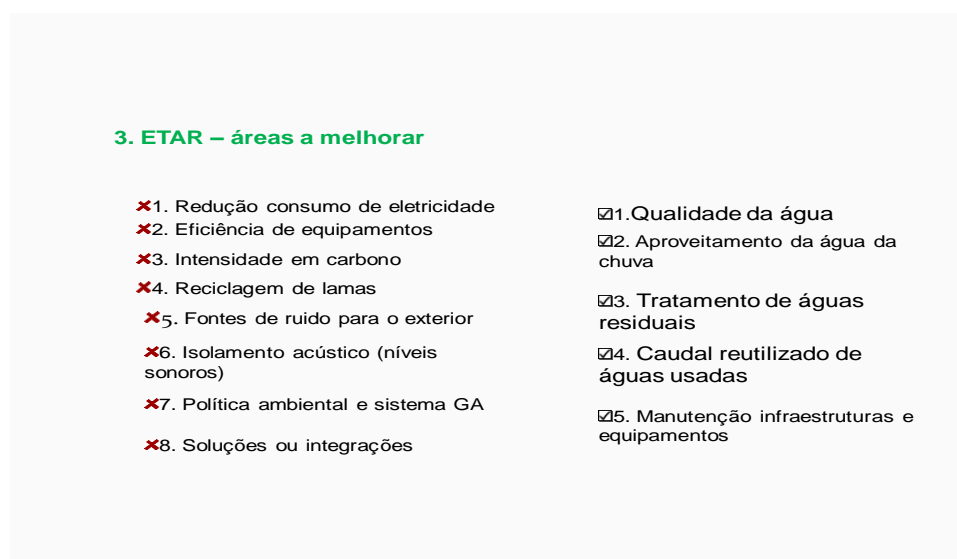 3. ETAR – áreas a melhorar
✖1. Redução consumo de eletricidade
✖2. Eficiência de equipamentos
✖3. Intensidade em carbono
✖4. Reciclagem de lamas
✖5. Fontes de ruido para o exterior
✖6. Isolamento acústico (níveis
sonoros)
✖7. Política ambiental e sistema GA
✖8. Soluções ou integrações
☑1.Qualidade da água
☑2. Aproveitamento da água da
chuva
☑3. Tratamento de águas
residuais
☑4. Caudal reutilizado de
águas usadas
☑5. Manutenção infraestruturas e
equipamentos